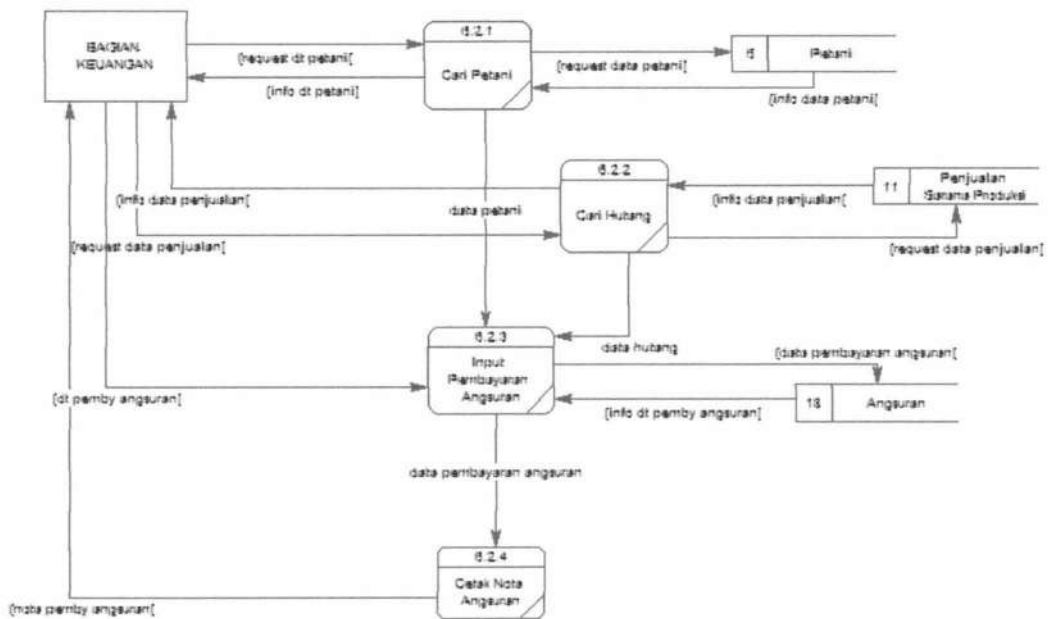 BAGIAN
KEUANGAN
6.2.1
Cari Petani
[request dt petani[
[info dt petani]
[request data petani]
6
Petani
[info data petani[
6.2.2
Cari Hutang
11
Penjualan
Sarana Produksi
[info data penjualan[
[info data penjualan[
data petani
[request data penjualan[
[request data penjualan[
6.2.3
Input
Pembayaran
Angsuran
data hutang
[data pembayaran angsuran[
[dt pemby angsuran[
[info dt pemby angsuran[
18
Angsuran
data pembayaran angsuran
6.2.4
Cetak Nota
Angsuran
[nota pemby angsuran[